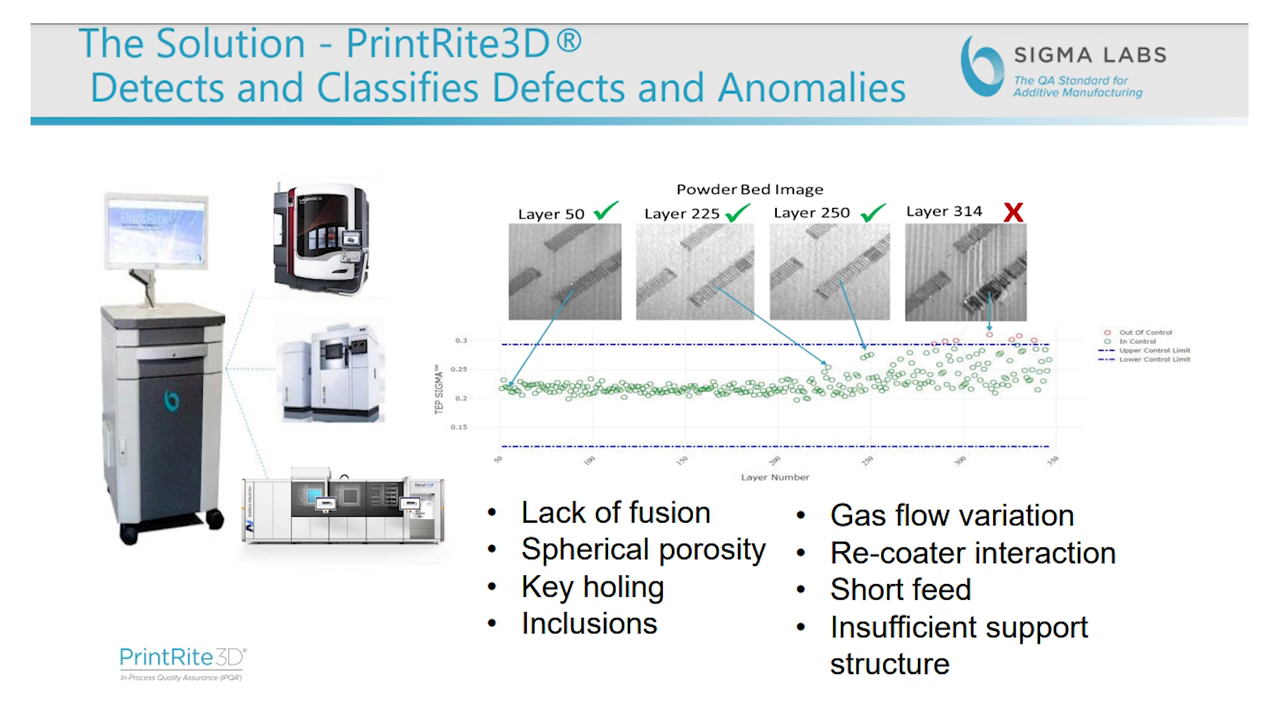 The Solution - PrintRite3D®
Detects and Classifies Defects and Anomalies
SIGMA LABS
The QA Standard for
Additive Manufacturing
PrintRite
Powder Bed Image
Layer 50
Layer 225
Layer 250
Layer 314
X
0.3
0.25
0.2
0.15
TEP SIGMA™
50
100
150
200
250
300
350
Layer Number
Out Of Control
In Control
Upper Control Limit
Lower Control Limit
• Lack of fusion
• Spherical porosity
• Key holing
• Inclusions
• Gas flow variation
• Re-coater interaction
• Short feed
• Insufficient support
structure
PrintRite3D®
In-Process Quality Assurance (IPQA®)